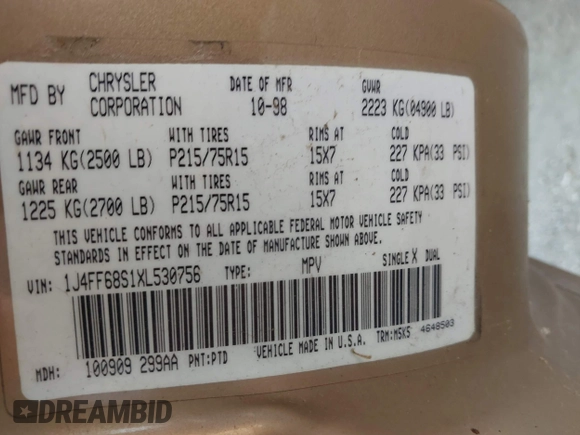 MFD BY CHRYSLER CORPORATION DATE OF MFR 10-98 GVWR 2223 KG(04900 LB)
GAWR FRONT WITH TIRES RIMS AT COLD
1134 KG(2500 LB) P215/75R15 15X7 227 KPA(33 PSI)
GAWR REAR WITH TIRES RIMS AT COLD
1225 KG(2700 LB) P215/75R15 15X7 227 KPA(33 PSI)
THIS VEHICLE CONFORMS TO ALL APPLICABLE FEDERAL MOTOR VEHICLE SAFETY
STANDARDS IN EFFECT ON THE DATE OF MANUFACTURE SHOWN ABOVE.
VIN: 1J4FF68S1XL530756 TYPE: MPV SINGLE X DUAL
MDH: 100909 299AA PNT:PTD VEHICLE MADE IN U.S.A. TRM:M5K5 4648503
DREAMBID.COM